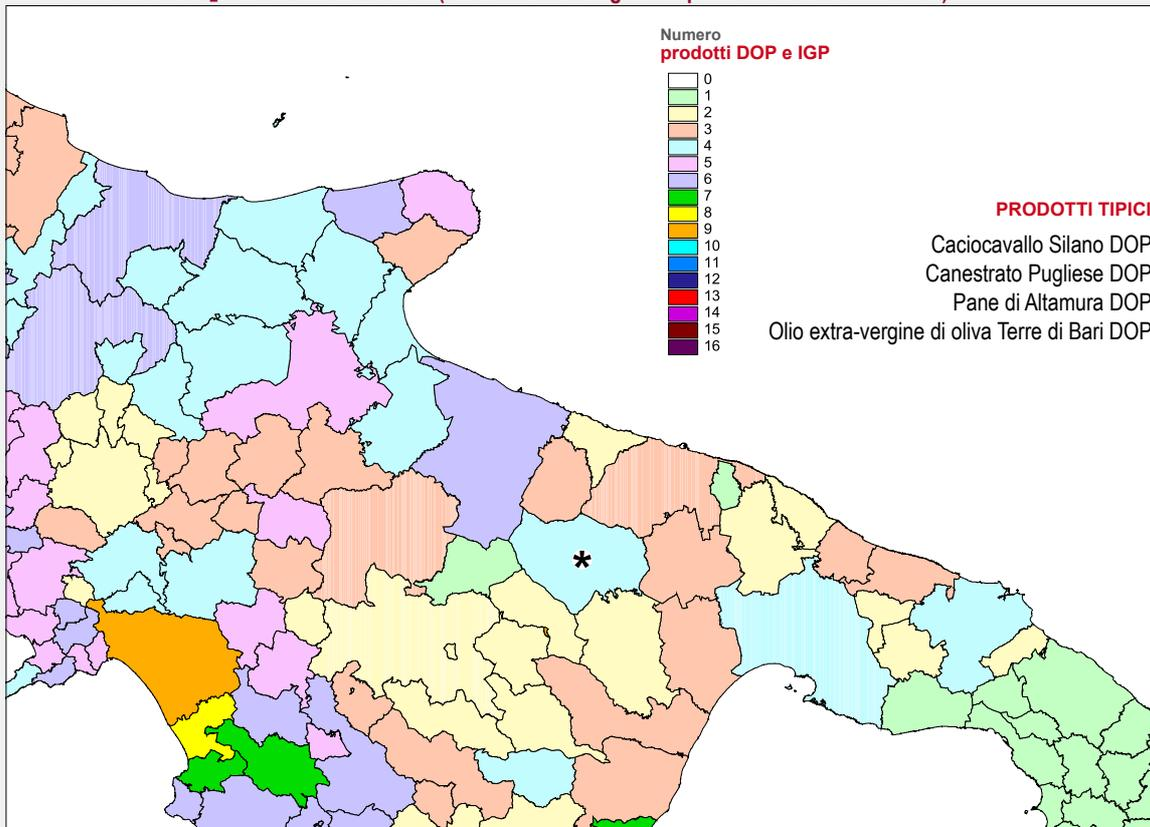 Numero
prodotti DOP e IGP
0
1
2
3
4
5
6
7
8
9
10
11
12
13
14
15
16
PRODOTTI TIPICI
Caciocavallo Silano DOP
Canestrato Pugliese DOP
Pane di Altamura DOP
Olio extra-vergine di oliva Terre di Bari DOP
*